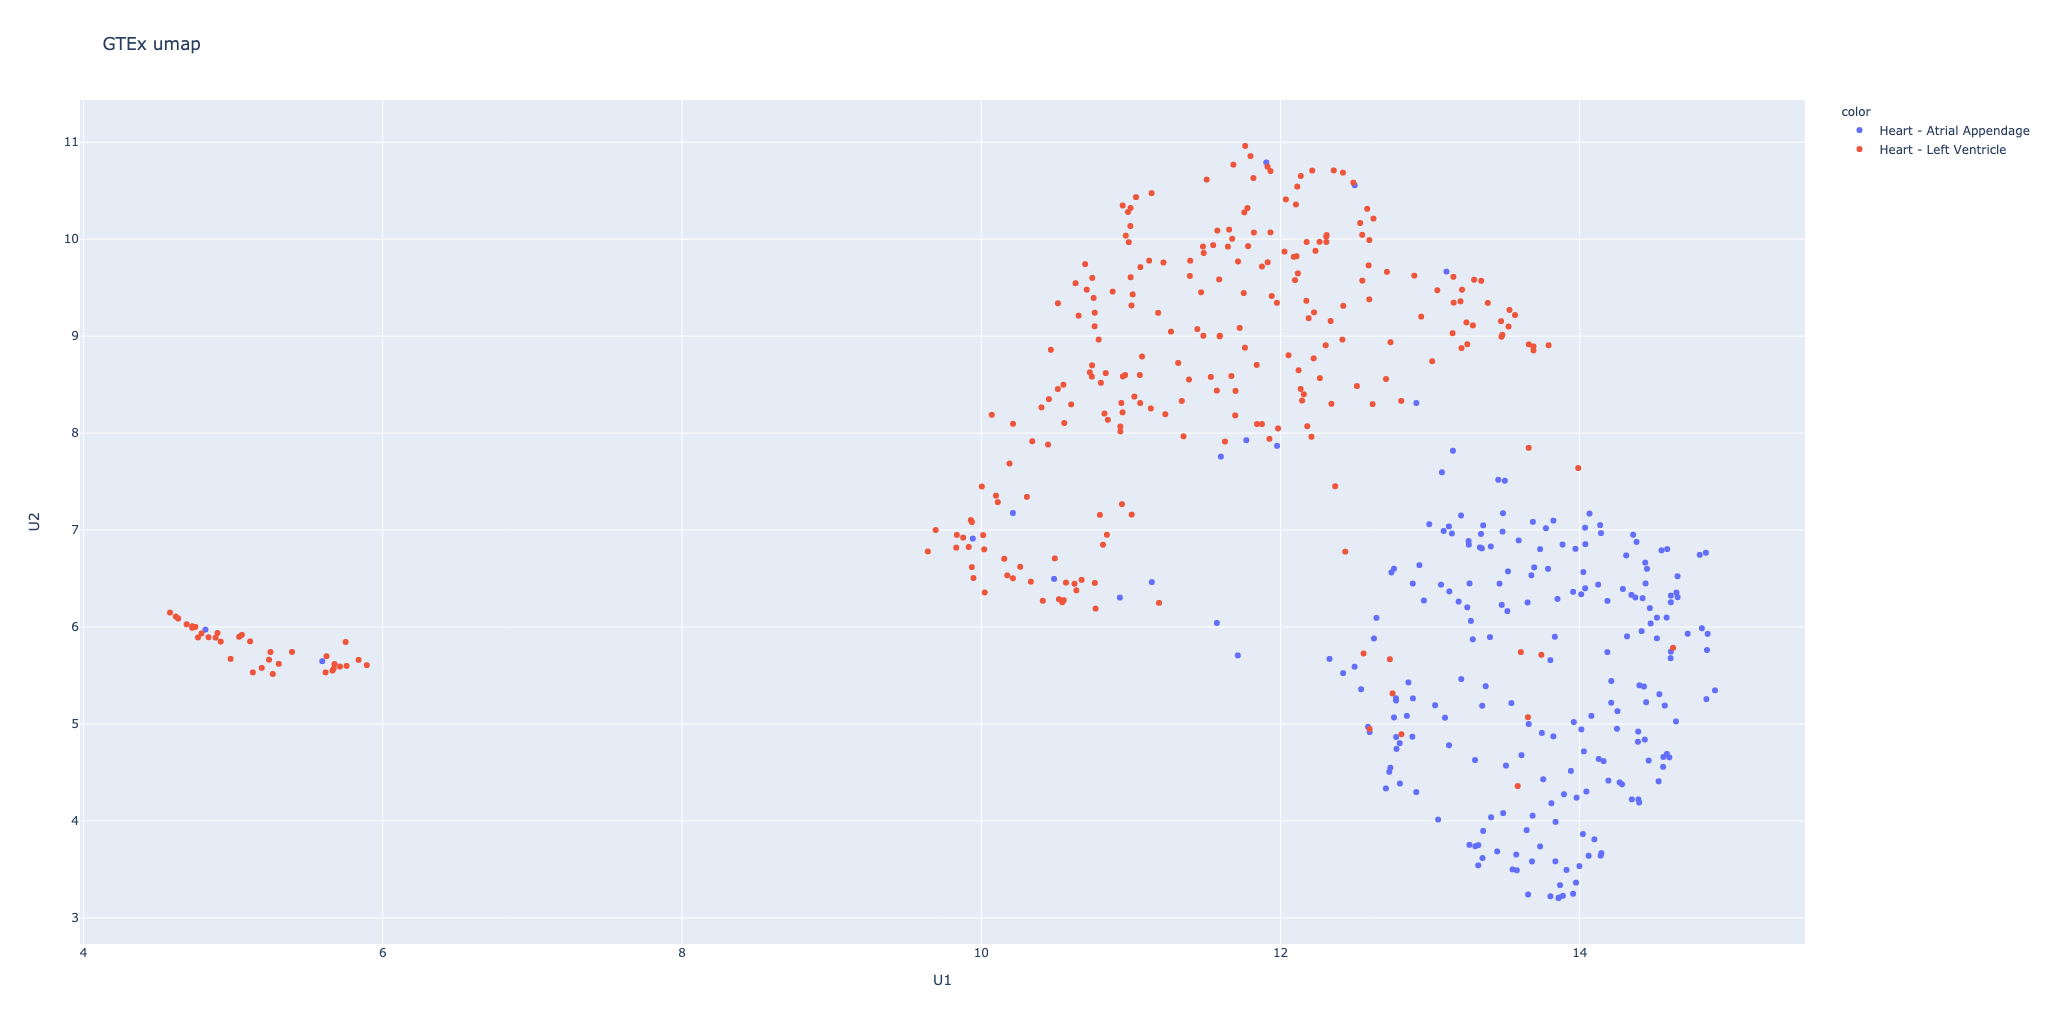 GTEx umap
color
Heart - Atrial Appendage
Heart - Left Ventricle
11
10
9
8
7
6
5
4
3
U2
4
6
8
10
12
14
U1